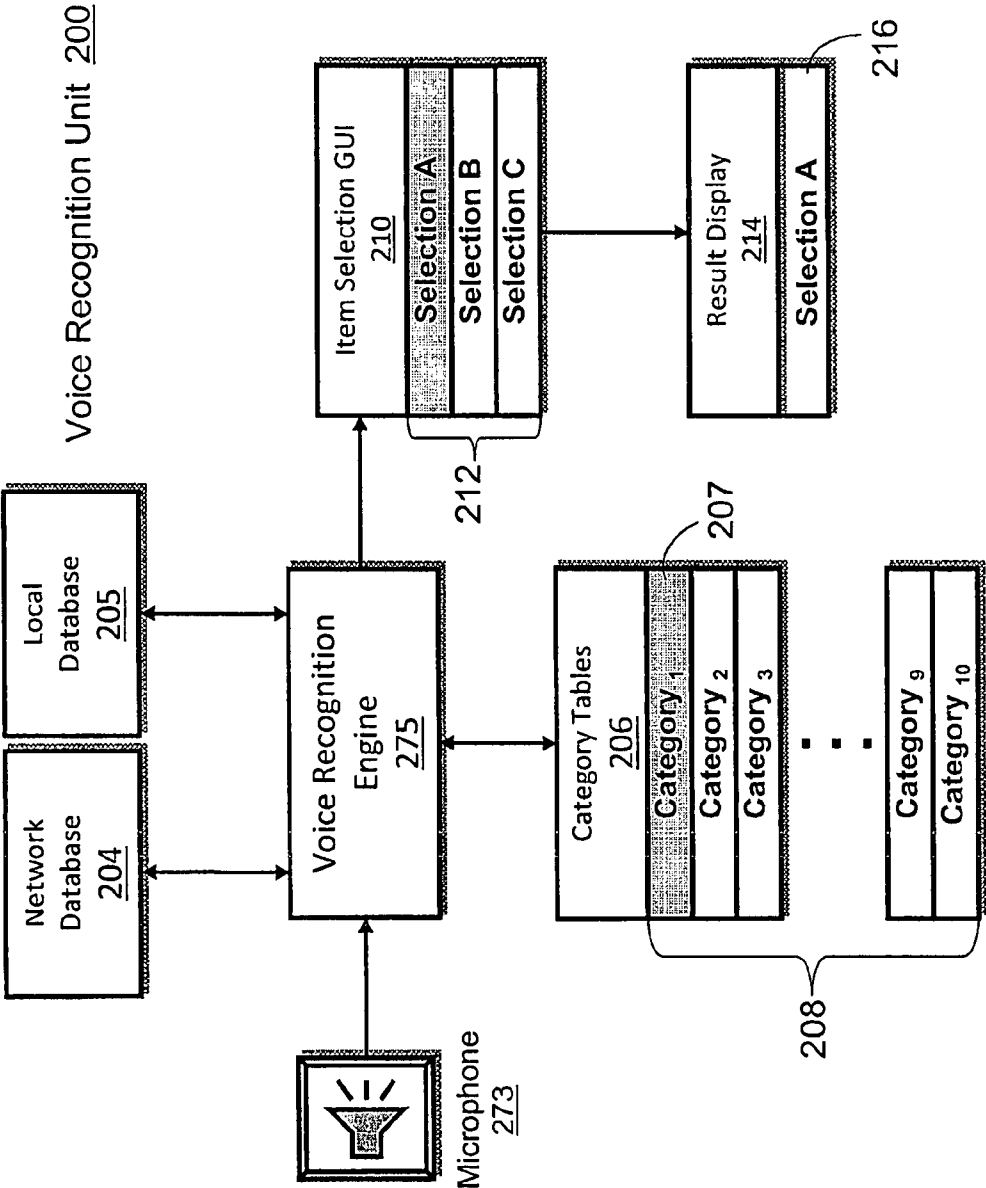 Voice Recognition Unit 200
Network
Database
204
Local
Database
205
Microphone
273
Voice Recognition
Engine
275
Item Selection GUI
210
Selection A
Selection B
Selection C
212
Category Tables
206
Category 1
Category 2
Category 3
Category 9
Category 10
207
208
Result Display
214
Selection A
216